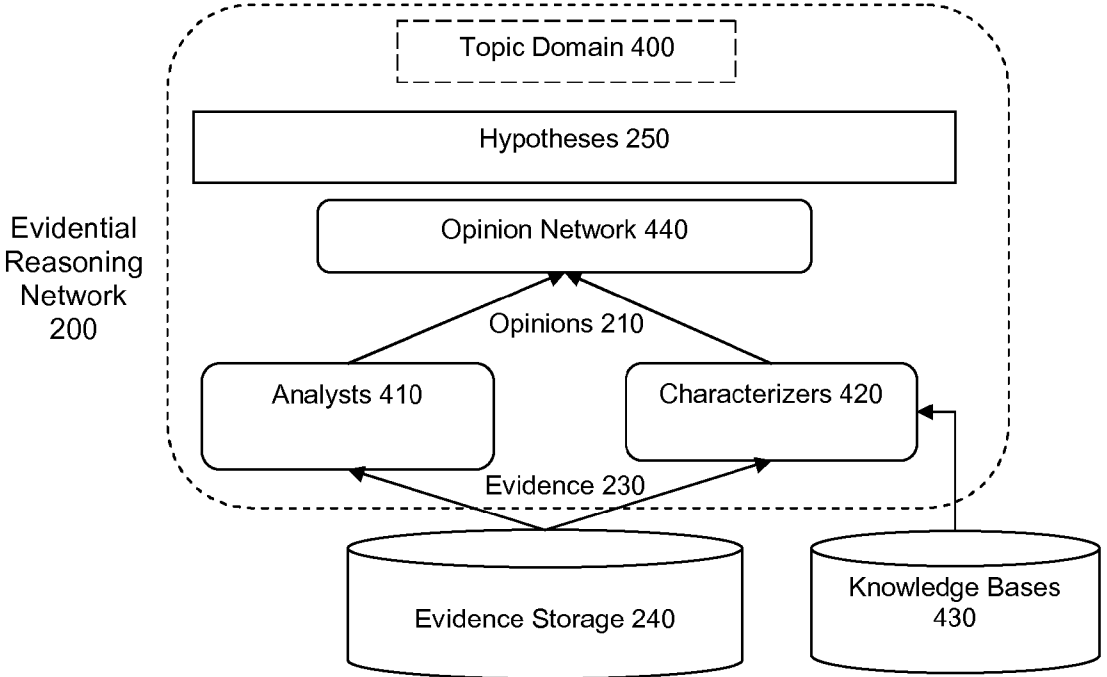 Topic Domain 400
Hypotheses 250
Opinion Network 440
Evidential
Reasoning
Network
200
Opinions 210
Analysts 410
Characterizers 420
Evidence 230
Evidence Storage 240
Knowledge Bases
430